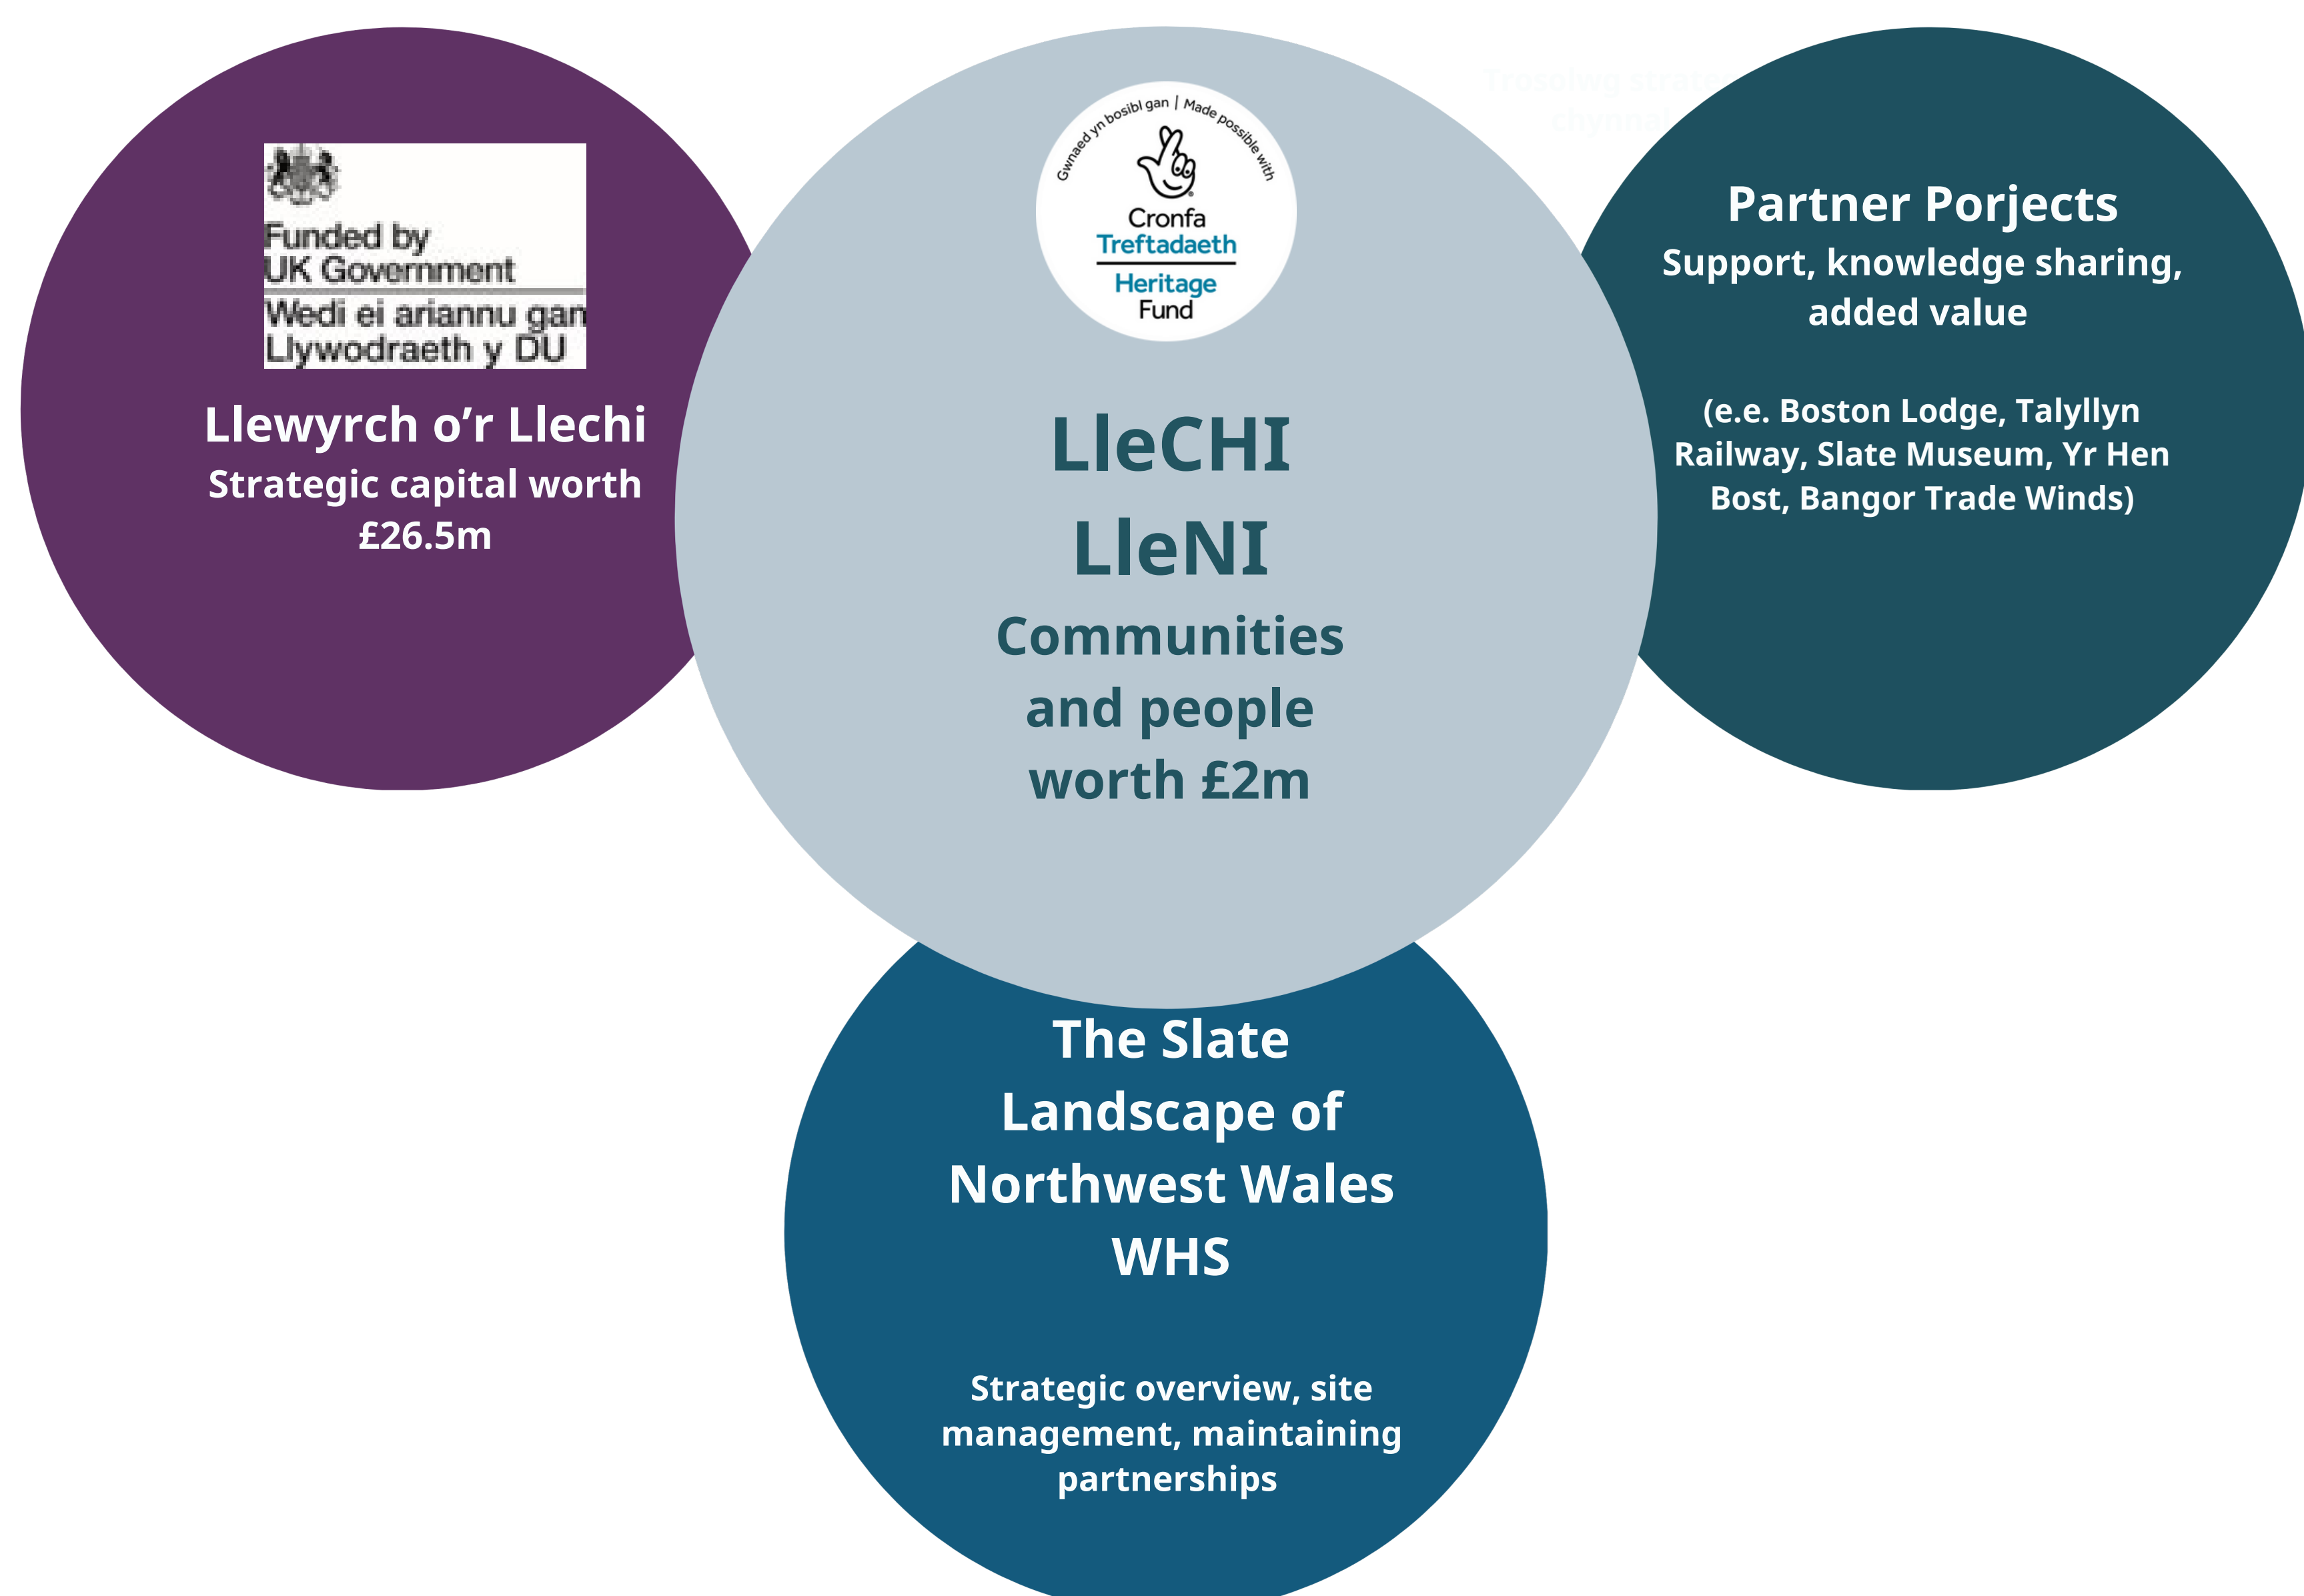 Funded by
UK Government
Wedi ei ariannu gan
Llywodraeth y DU
Llewyrch o’r Llechi
Strategic capital worth
£26.5m
Gwnaed yn bosibl gan | Made possible with
Cronfa
Treftadaeth
Heritage
Fund
LleCHI
LleNI
Communities
and people
worth £2m
Trosolwg
Partner Porjects
Support, knowledge sharing,
added value
(e.e. Boston Lodge, Talyllyn
Railway, Slate Museum, Yr Hen
Bost, Bangor Trade Winds)
The Slate
Landscape of
Northwest Wales
WHS
Strategic overview, site
management, maintaining
partnerships